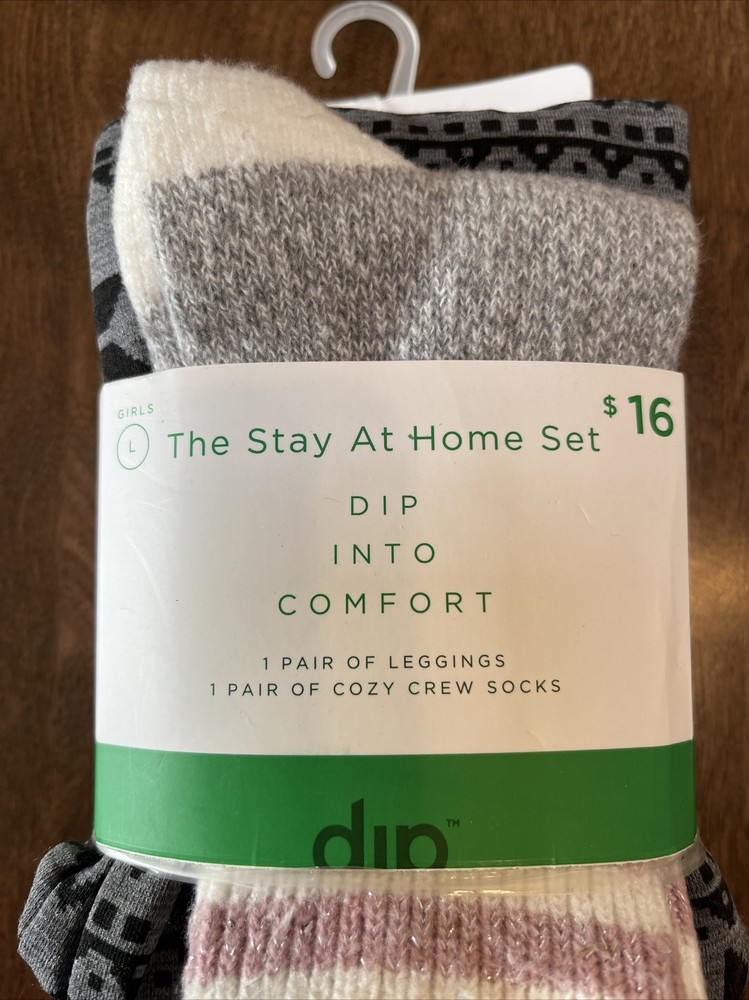 GIRLS
L
The Stay At Home Set
$ 16
DIP
INTO
COMFORT
1 PAIR OF LEGGINGS
1 PAIR OF COZY CREW SOCKS
dip™